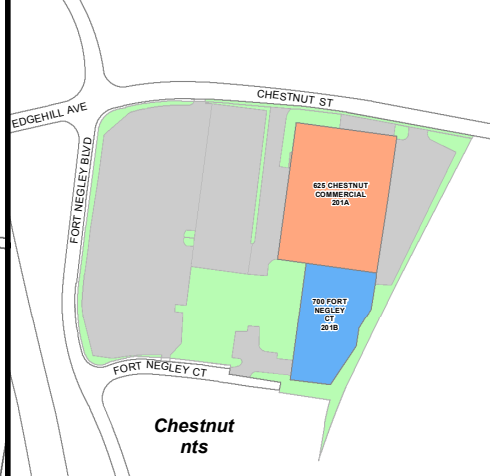 CHESTNUT ST
EDGEHILL AVE
FORT NEGLEY BLVD
625 CHESTNUT
COMMERCIAL
201A
700 FORT
NEGLEY
CT
201B
FORT NEGLEY CT
Chestnut
nts